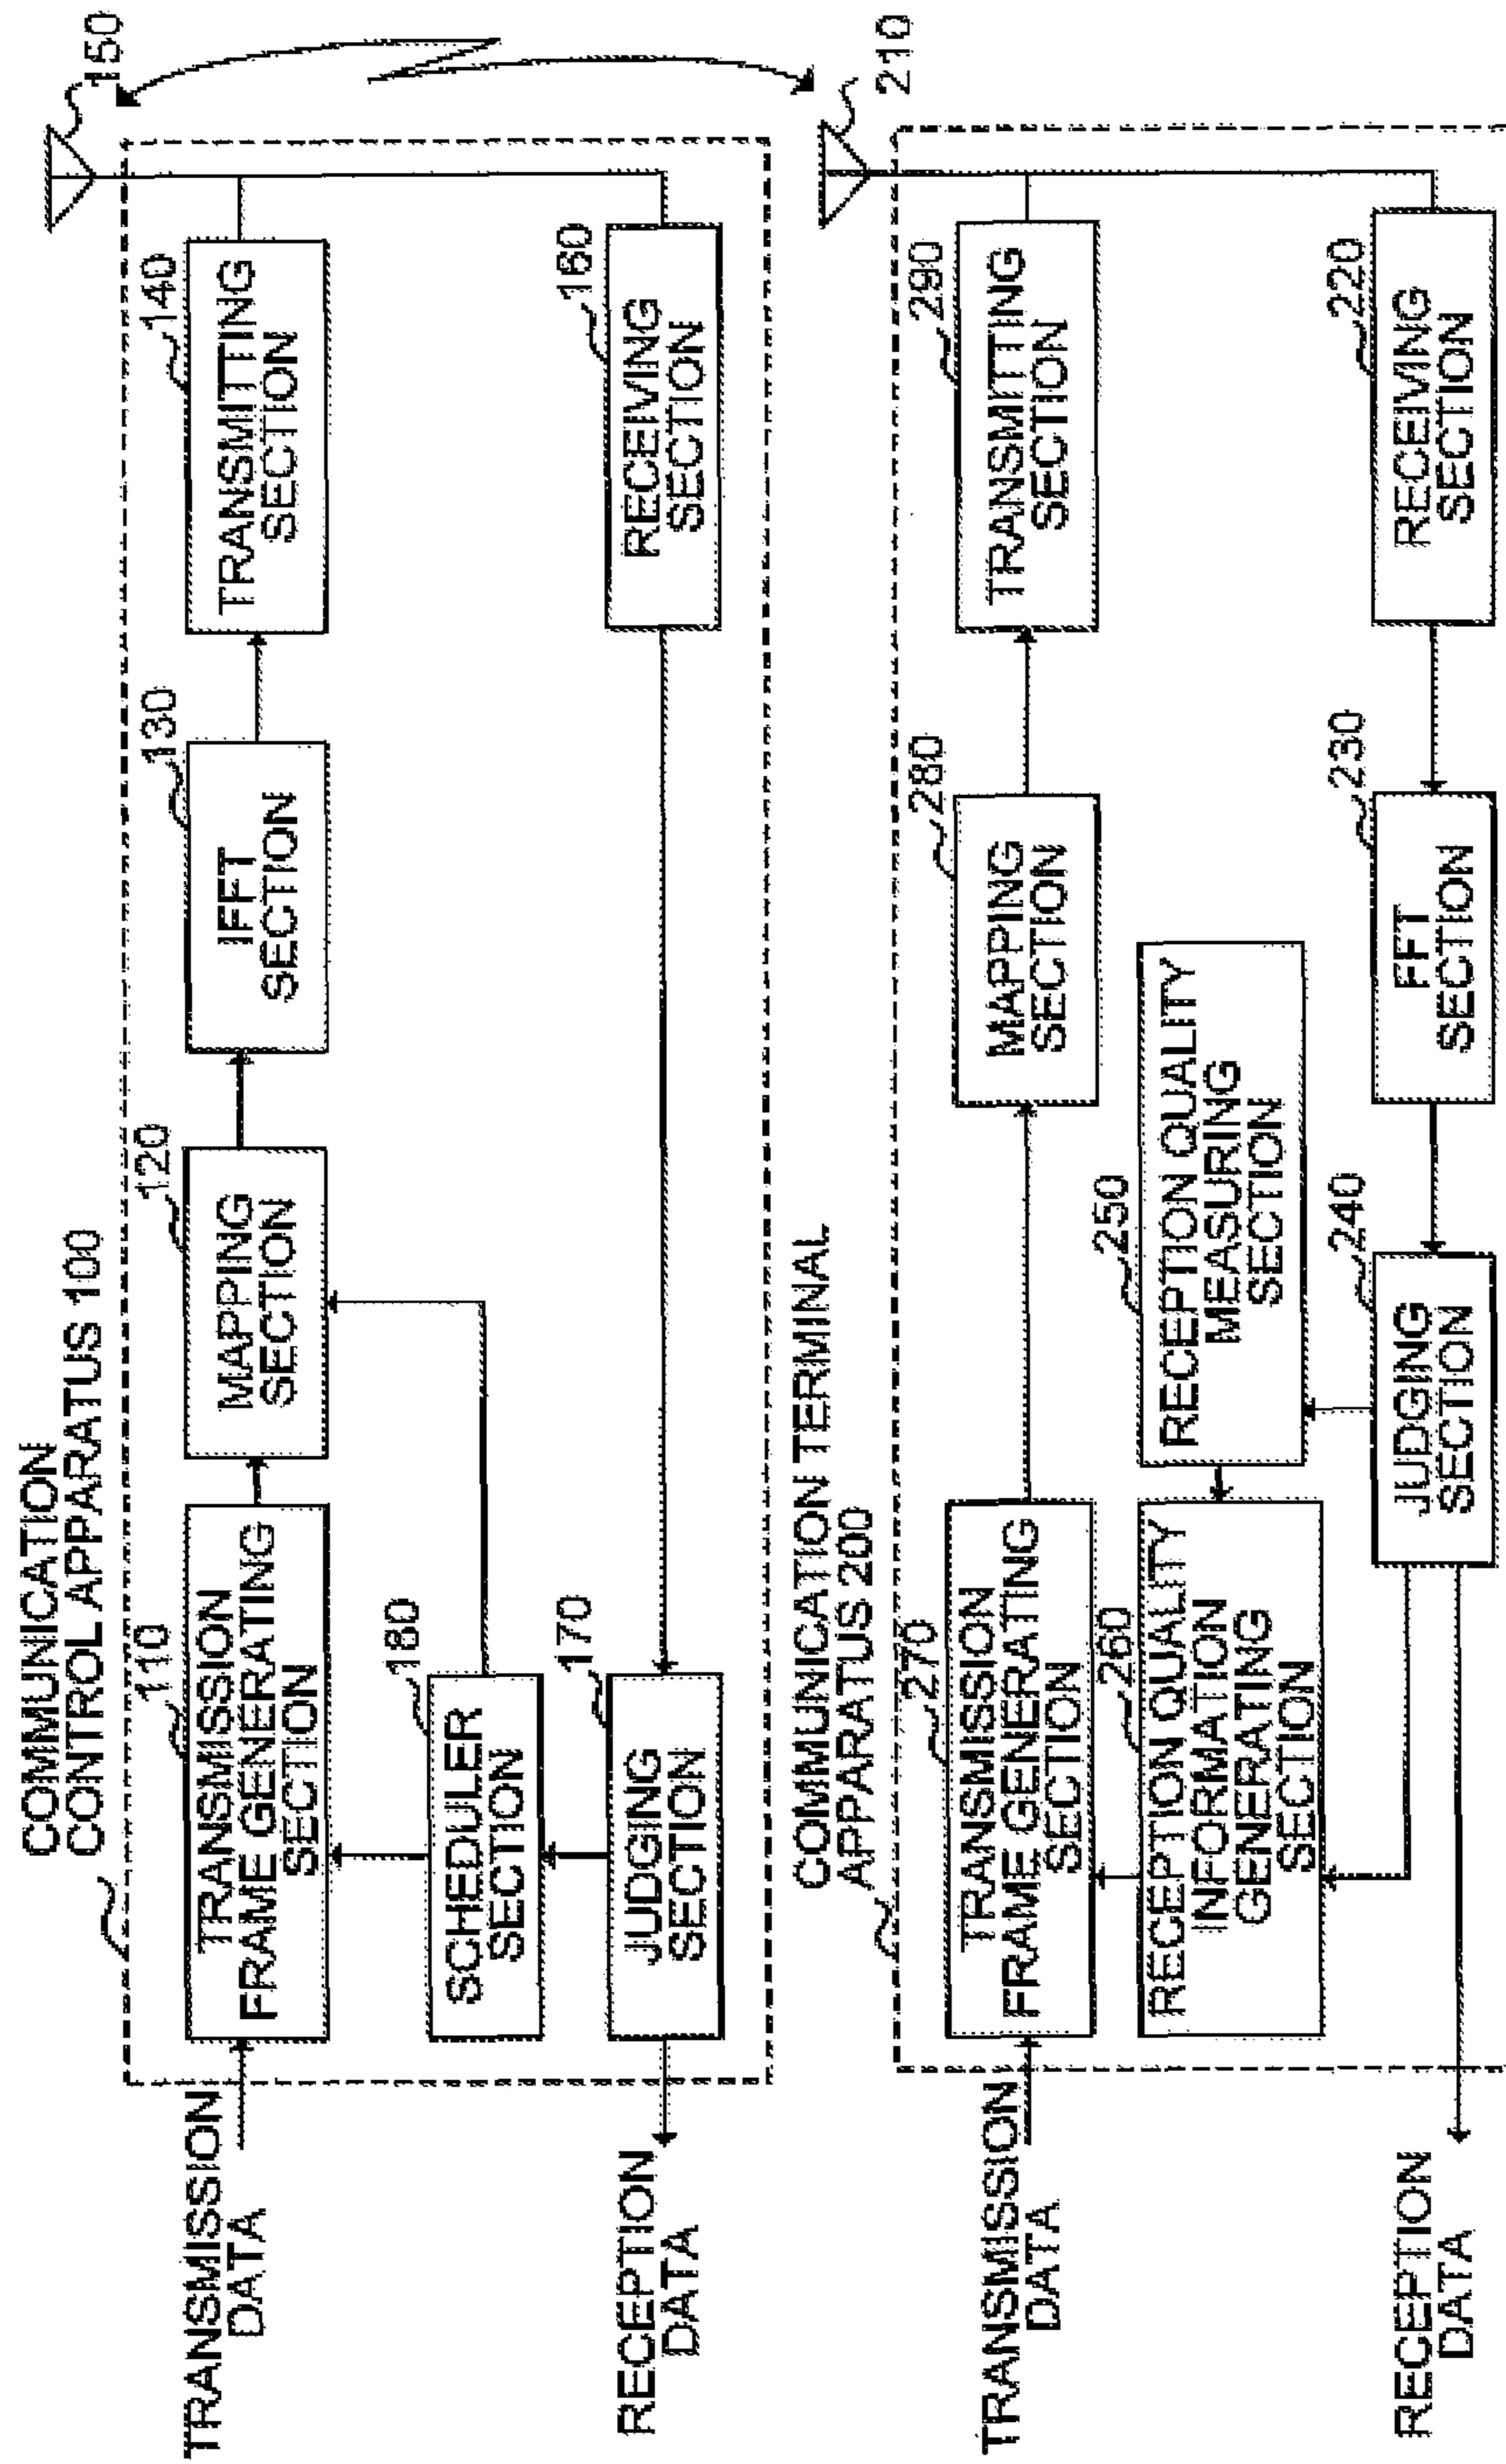 COMMUNICATION
CONTROL APPARATUS 100
110
120
130
140
150
TRANSMISSION
DATA
TRANSMISSION
FRAME GENERATING
SECTION
MAPPING
SECTION
IFFT
SECTION
TRANSMITTING
SECTION
180
SCHEDULER
SECTION
170
160
RECEPTION
DATA
JUDGING
SECTION
RECEIVING
SECTION
COMMUNICATION TERMINAL
APPARATUS 200
270
280
290
210
TRANSMISSION
DATA
TRANSMISSION
FRAME GENERATING
SECTION
MAPPING
SECTION
TRANSMITTING
SECTION
260
250
RECEPTION QUALITY
INFORMATION
GENERATING
SECTION
RECEPTION QUALITY
MEASURING
SECTION
240
230
220
RECEPTION
DATA
JUDGING
SECTION
FFT
SECTION
RECEIVING
SECTION